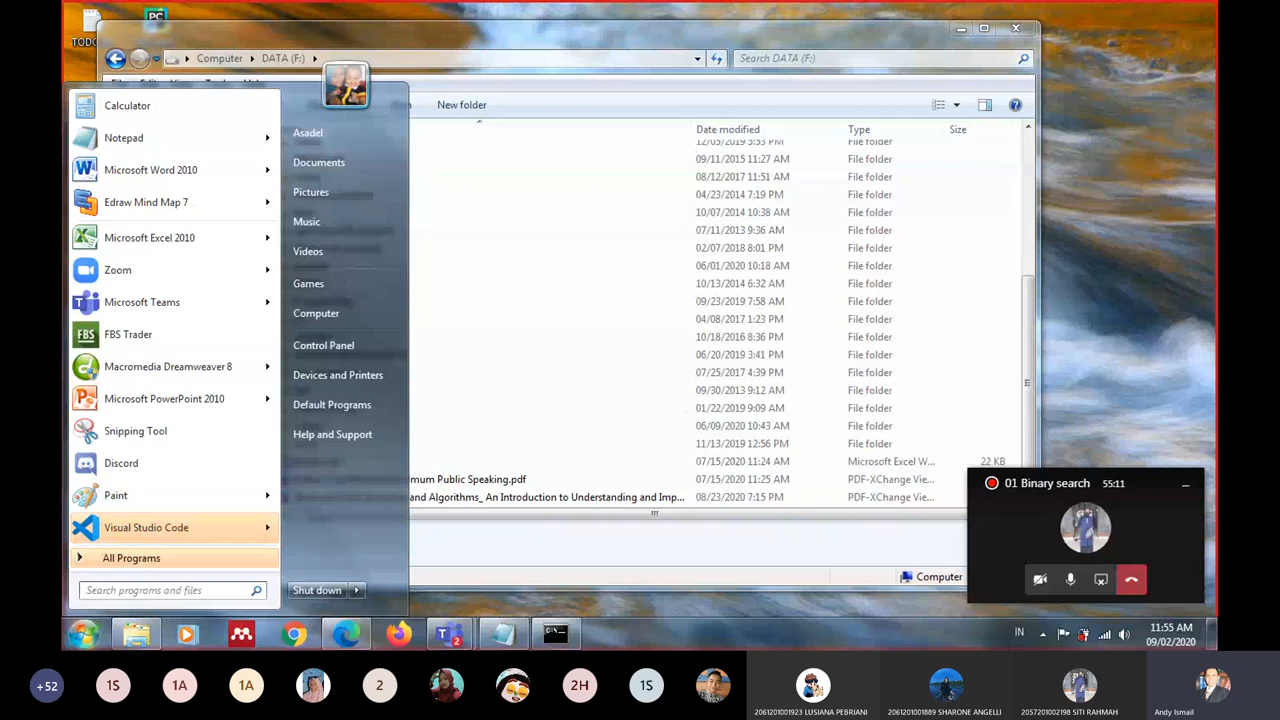 PC
Computer
DATA (F:)
Search DATA (F:)
New folder
Date modified
Type
Size
12/05/2019 5:53 PM
File folder
09/11/2015 11:27 AM
File folder
08/12/2017 11:51 AM
File folder
04/23/2014 7:19 PM
File folder
10/07/2014 10:38 AM
File folder
07/11/2013 9:36 AM
File folder
02/07/2018 8:01 PM
File folder
06/01/2020 10:18 AM
File folder
10/13/2014 6:32 AM
File folder
09/23/2019 7:58 AM
File folder
04/08/2017 1:23 PM
File folder
10/18/2016 8:36 PM
File folder
06/20/2019 3:41 PM
File folder
07/25/2017 4:39 PM
File folder
09/30/2013 9:12 AM
File folder
01/22/2019 9:09 AM
File folder
06/09/2020 10:43 AM
File folder
11/13/2019 12:56 PM
File folder
07/15/2020 11:24 AM
Microsoft Excel W...
22 KB
mum Public Speaking.pdf
07/15/2020 11:25 AM
PDF-XChange Vie...
and Algorithms_ An Introduction to Understanding and Imp...
08/23/2020 7:15 PM
PDF-XChange Vie...
Computer
Calculator
Notepad
Microsoft Word 2010
Edraw Mind Map 7
Microsoft Excel 2010
Zoom
Microsoft Teams
FBS
FBS Trader
Macromedia Dreamweaver 8
Microsoft PowerPoint 2010
Snipping Tool
Discord
Paint
Visual Studio Code
All Programs
Search programs and files
Asadel
Documents
Pictures
Music
Videos
Games
Computer
Control Panel
Devices and Printers
Default Programs
Help and Support
Shut down
01 Binary search
55:11
2
C:\_
IN
11:55 AM
09/02/2020
+52
1S
1A
1A
2
2H
1S
2061201001923 LUSIANA PEBRIANI
2061201001889 SHARONE ANGELLI
2057201002198 SITI RAHMAH
Andy Ismail